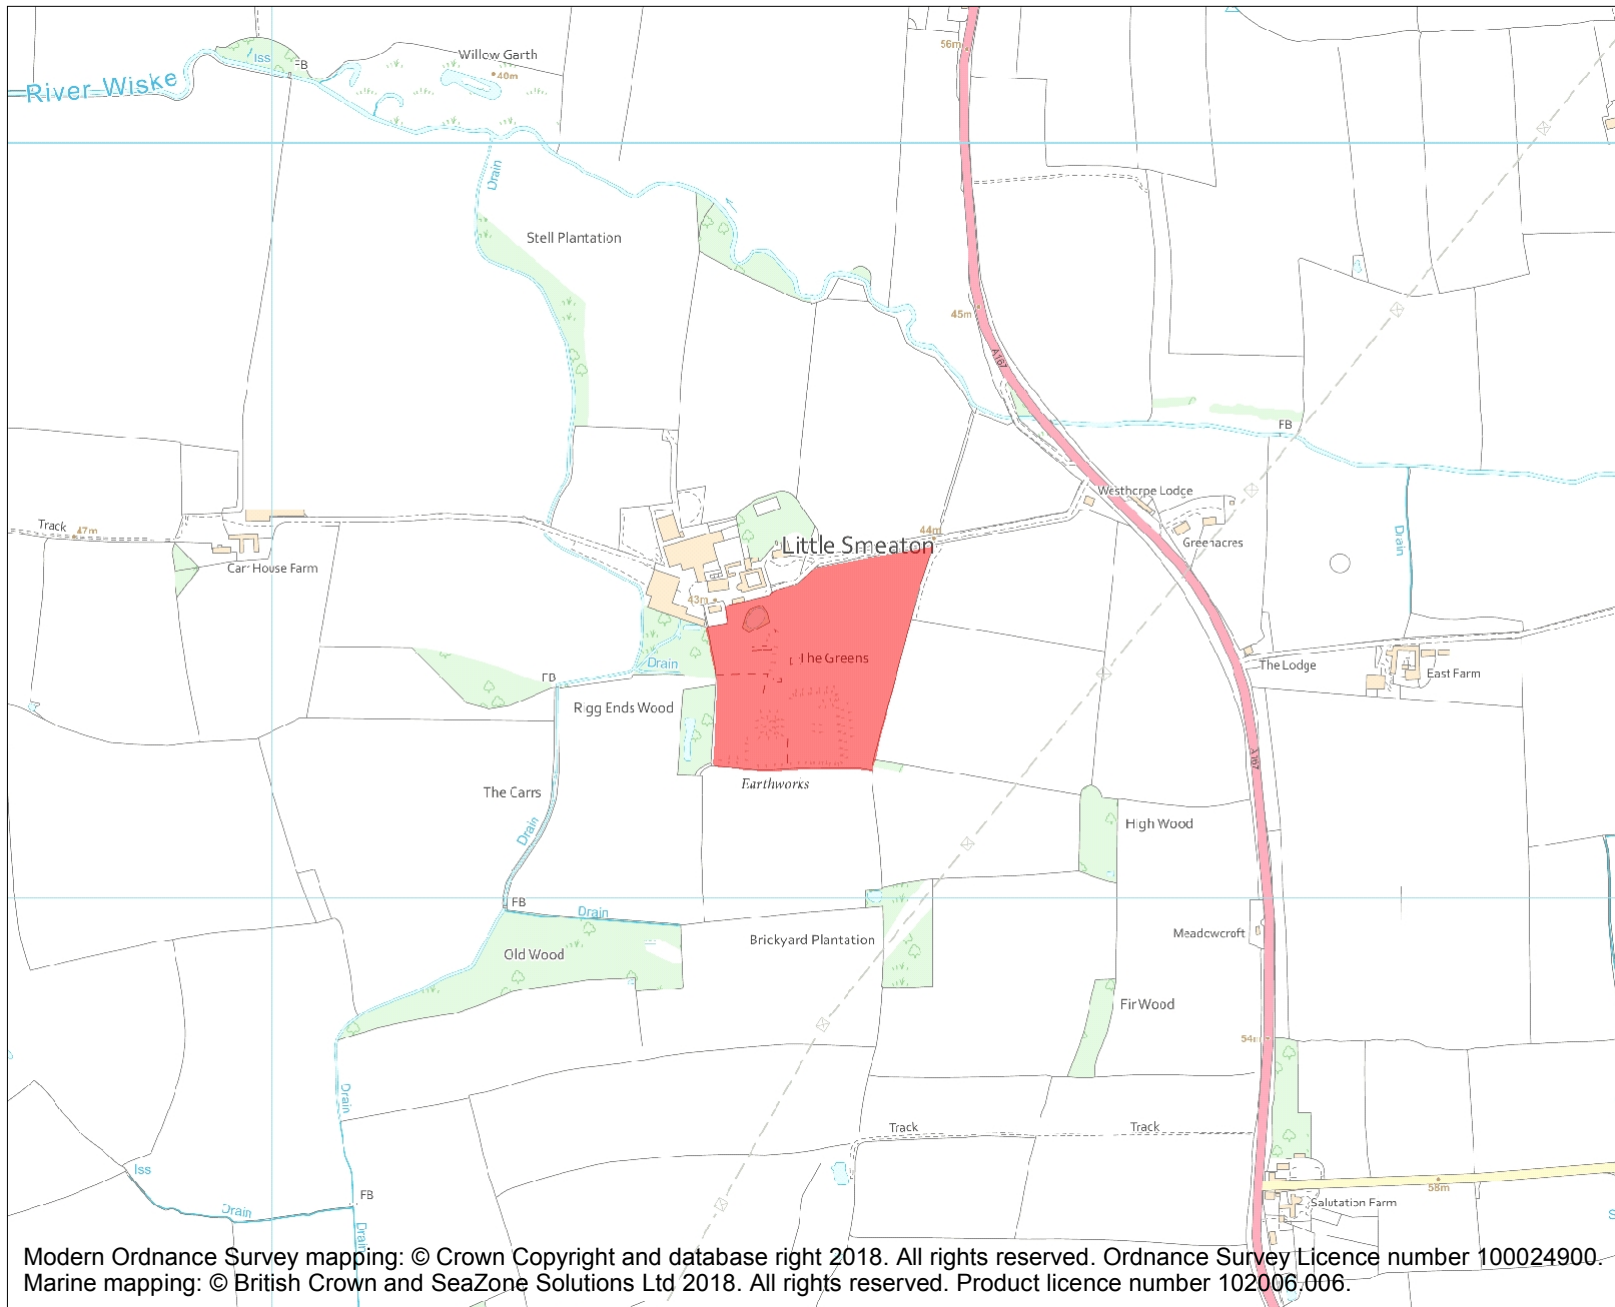 56m
Willow Garth
Iss
FB
40m
River Wiske
Drain
Stell Plantation
45m
A167
FB
Westhorpe Lodge
Track
47m
44m
Little Smeaton
Greenacres
Drain
Car House Farm
43m
The Greens
Drain
The Lodge
East Farm
FB
Rigg Ends Wood
A167
Earthworks
The Carrs
Drain
High Wood
FB
Drain
Meadowcroft
Brickyard Plantation
Old Wood
Fir Wood
54m
Drain
Track
Track
Iss
58m
FB
Salutation Farm
Drain
Drain
Modern Ordnance Survey mapping: © Crown Copyright and database right 2018. All rights reserved. Ordnance Survey Licence number 100024900.
Marine mapping: © British Crown and SeaZone Solutions Ltd 2018. All rights reserved. Product licence number 102006.006.